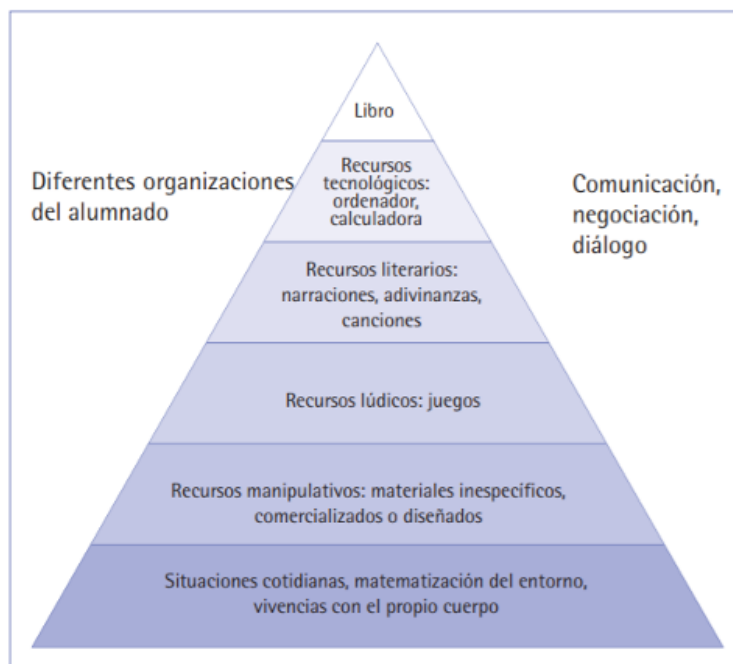 Libro
Recursos
tecnológicos:
ordenador,
calculadora
Diferentes organizaciones
del alumnado
Comunicación,
negociación,
diálogo
Recursos literarios:
narraciones, adivinanzas,
canciones
Recursos lúdicos: juegos
Recursos manipulativos: materiales inespecificos,
comercializados o diseñados
Situaciones cotidianas, matematización del entorno,
vivencias con el propio cuerpo